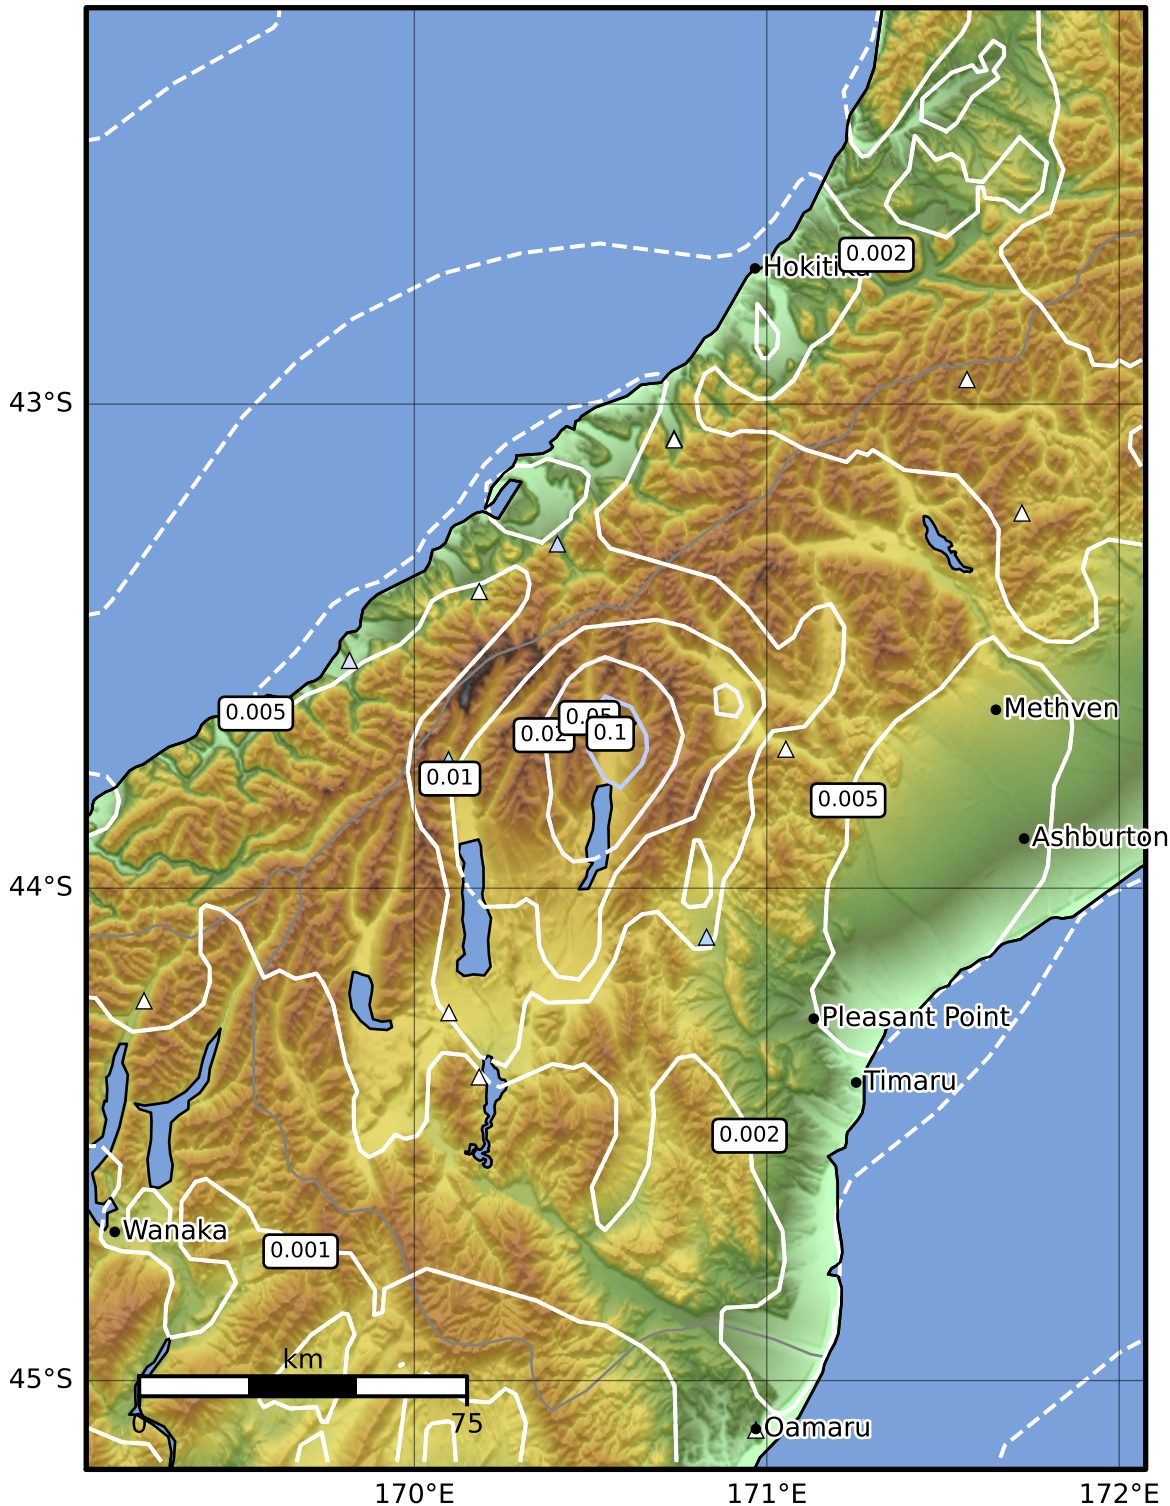 Hokitika
0.002
43°S
Methven
0.005
0.05
0.02
0.1
0.01
0.005
Ashburton
44°S
Pleasant Point
Timaru
0.002
Wanaka
0.001
km
45°S
0
75
Oamaru
170°E
171°E
172°E